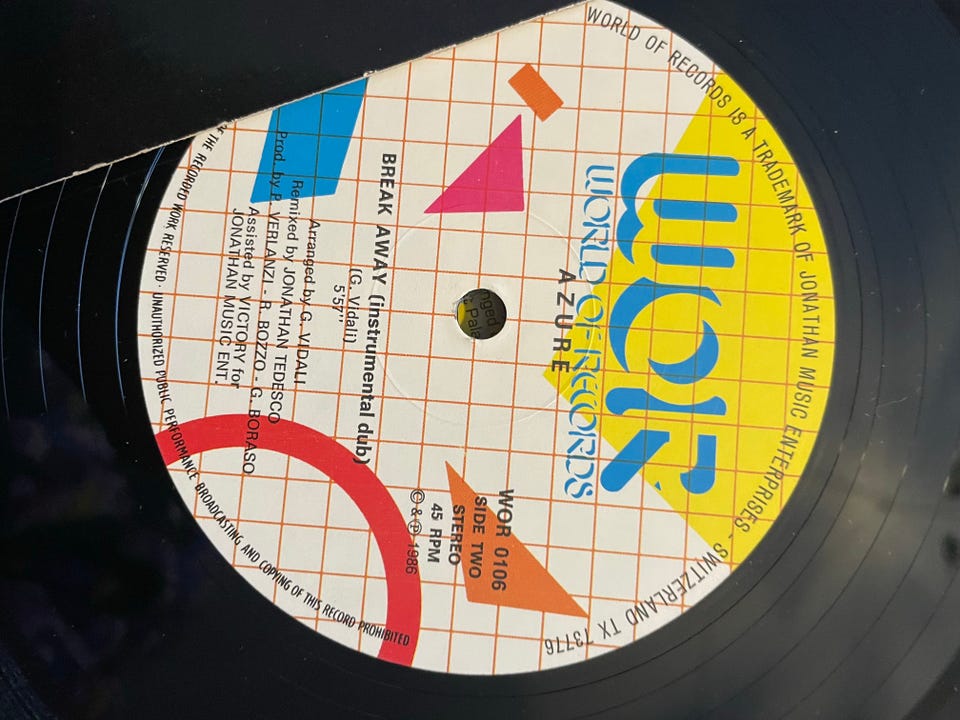 WORLD OF RECORDS IS A TRADEMARK OF JONATHAN MUSIC ENTERPRISES - SWITZERLAND TX 73776
WOR
WORLD OF RECORDS
AZURE
WOR 0106
SIDE TWO
STEREO
45 RPM
© & ℗ 1986
BREAK AWAY (instrumental dub)
(G. Vidali)
5'57"
Arranged by G. VIDALI
Remixed by JONATHAN TEDESCO
Prod. by P. VERLANZI - R. BOZZO - G. BORASO
Assisted by VICTORY for
JONATHAN MUSIC ENT.
OF THE RECORDED WORK RESERVED · UNAUTHORIZED PUBLIC PERFORMANCE BROADCASTING AND COPYING OF THIS RECORD PROHIBITED